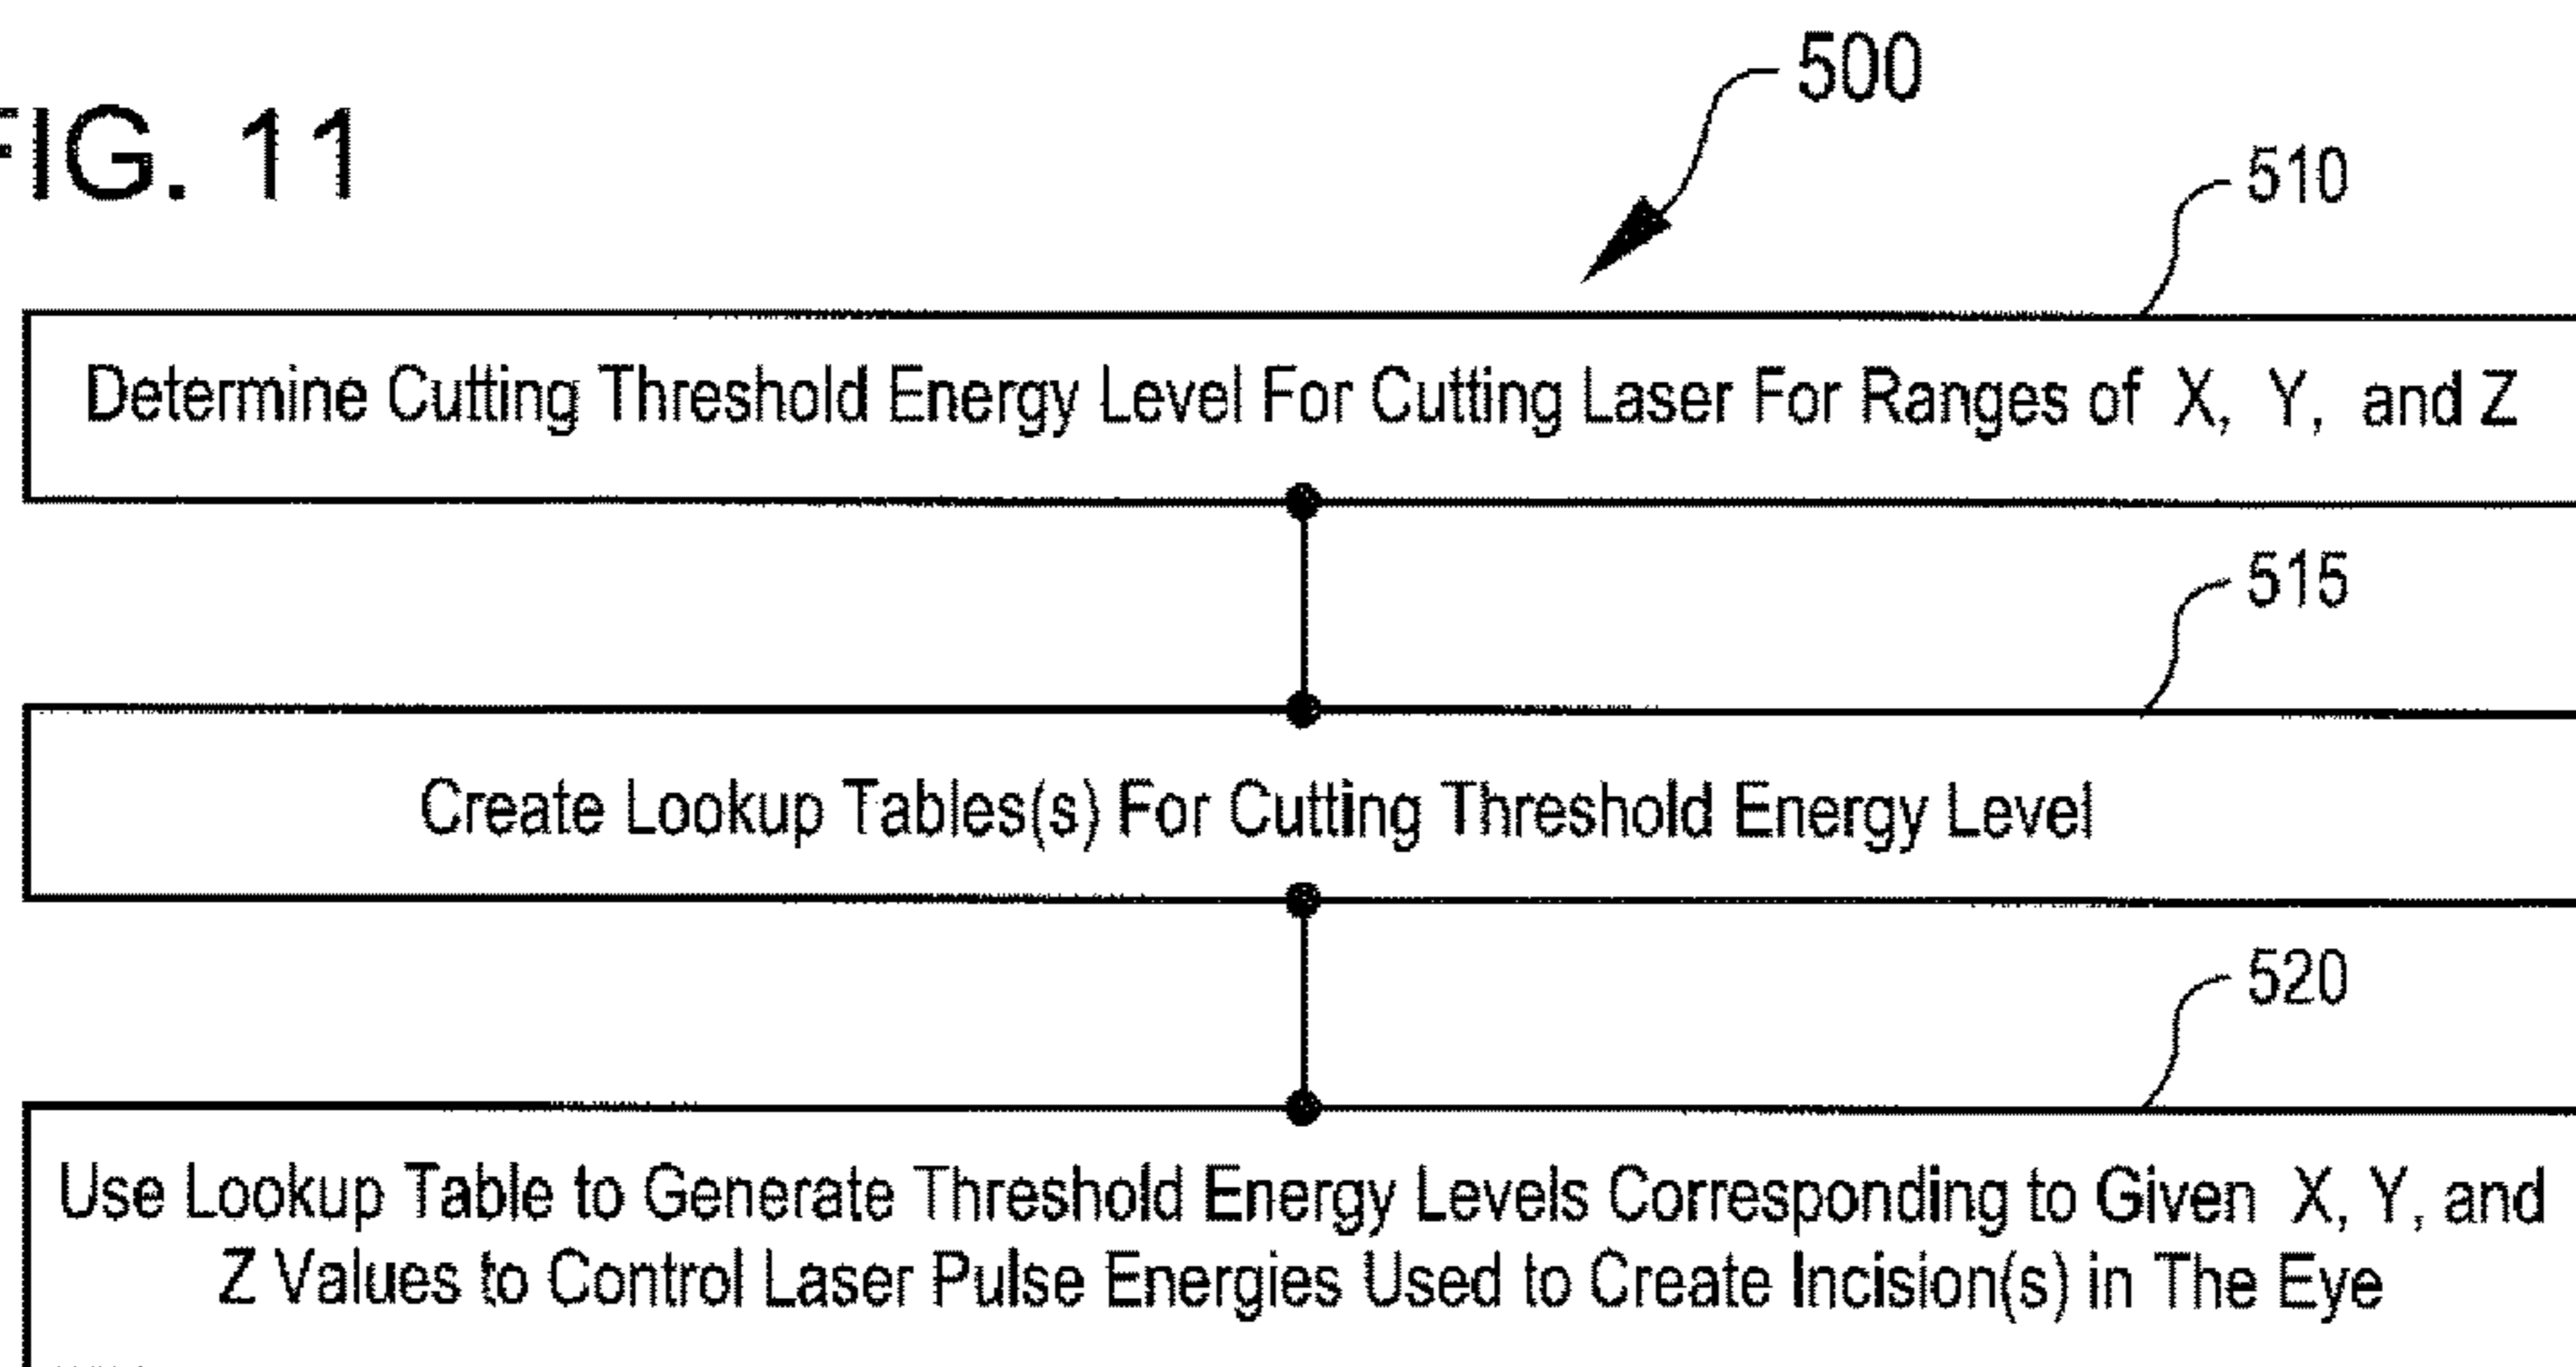 FIG. 11
500
510
Determine Cutting Threshold Energy Level For Cutting Laser For Ranges of X, Y, and Z
515
Create Lookup Tables(s) For Cutting Threshold Energy Level
520
Use Lookup Table to Generate Threshold Energy Levels Corresponding to Given X, Y, and
Z Values to Control Laser Pulse Energies Used to Create Incision(s) in The Eye